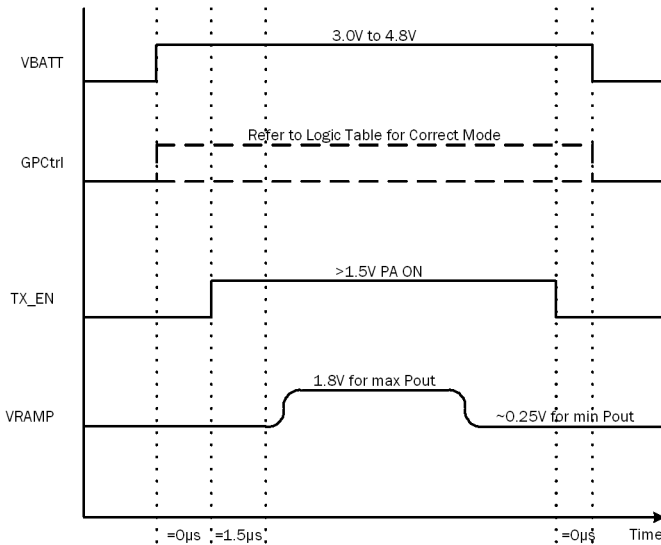 3.0V to 4.8V
VBATT
Refer to Logic Table for Correct Mode
GPCtrl
>1.5V PA ON
TX_EN
1.8V for max Pout
VRAMP
~0.25V for min Pout
=0µs
=1.5µs
=0µs
Time